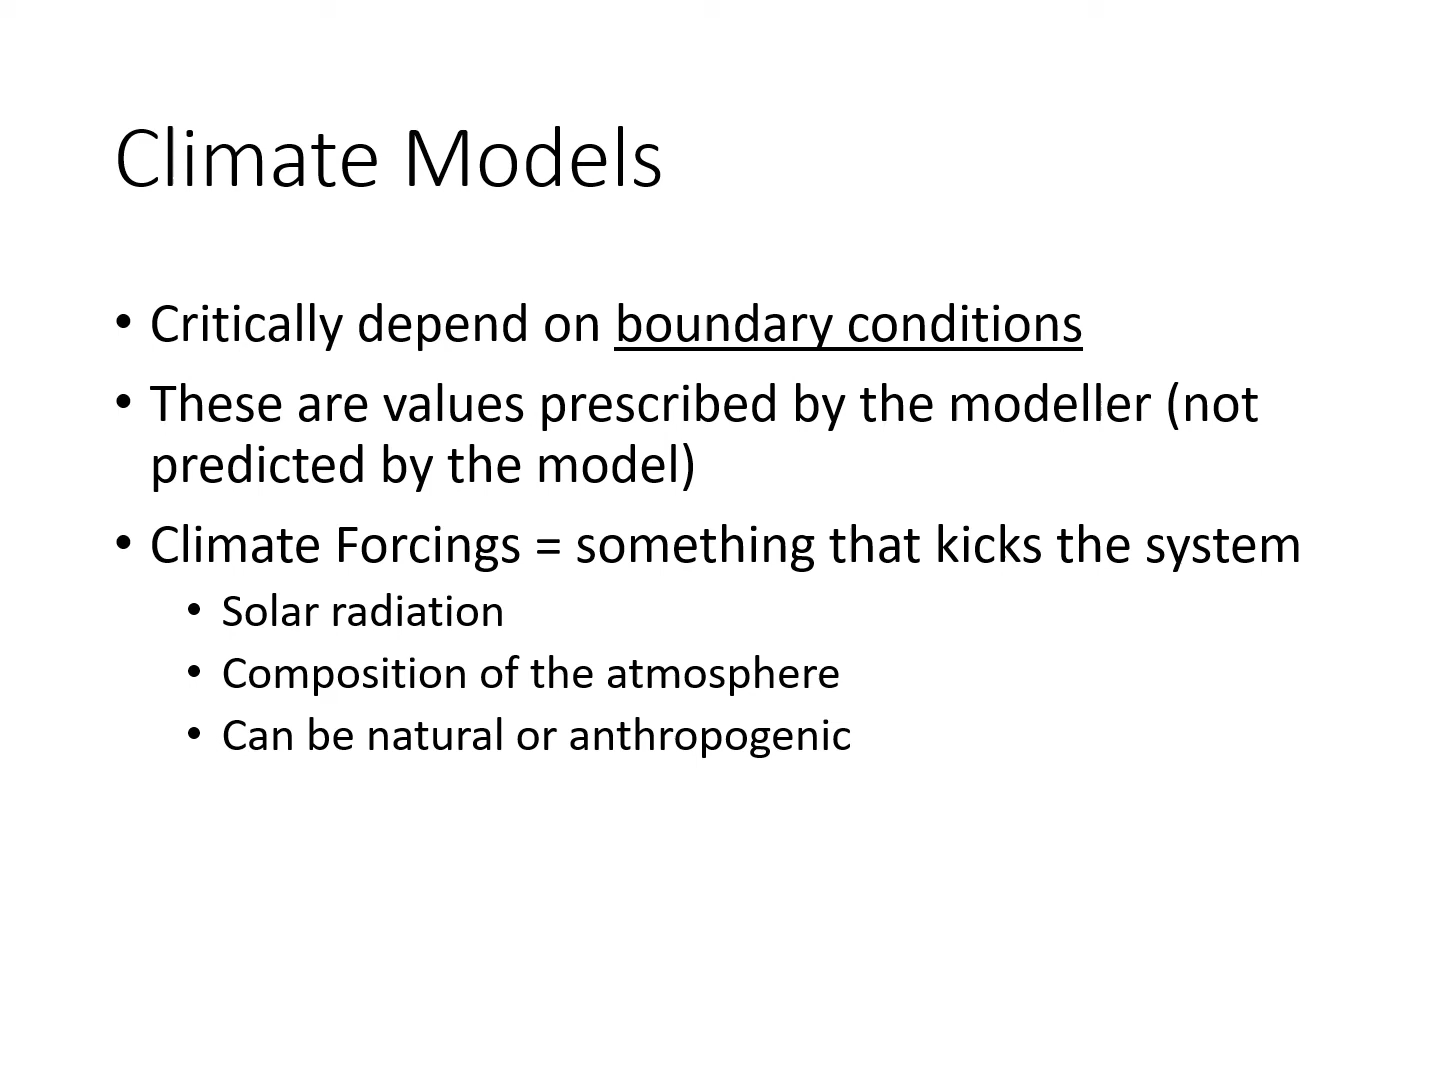 Climate Models
• Critically depend on boundary conditions
• These are values prescribed by the modeller (not
predicted by the model)
• Climate Forcings = something that kicks the system
• Solar radiation
• Composition of the atmosphere
• Can be natural or anthropogenic